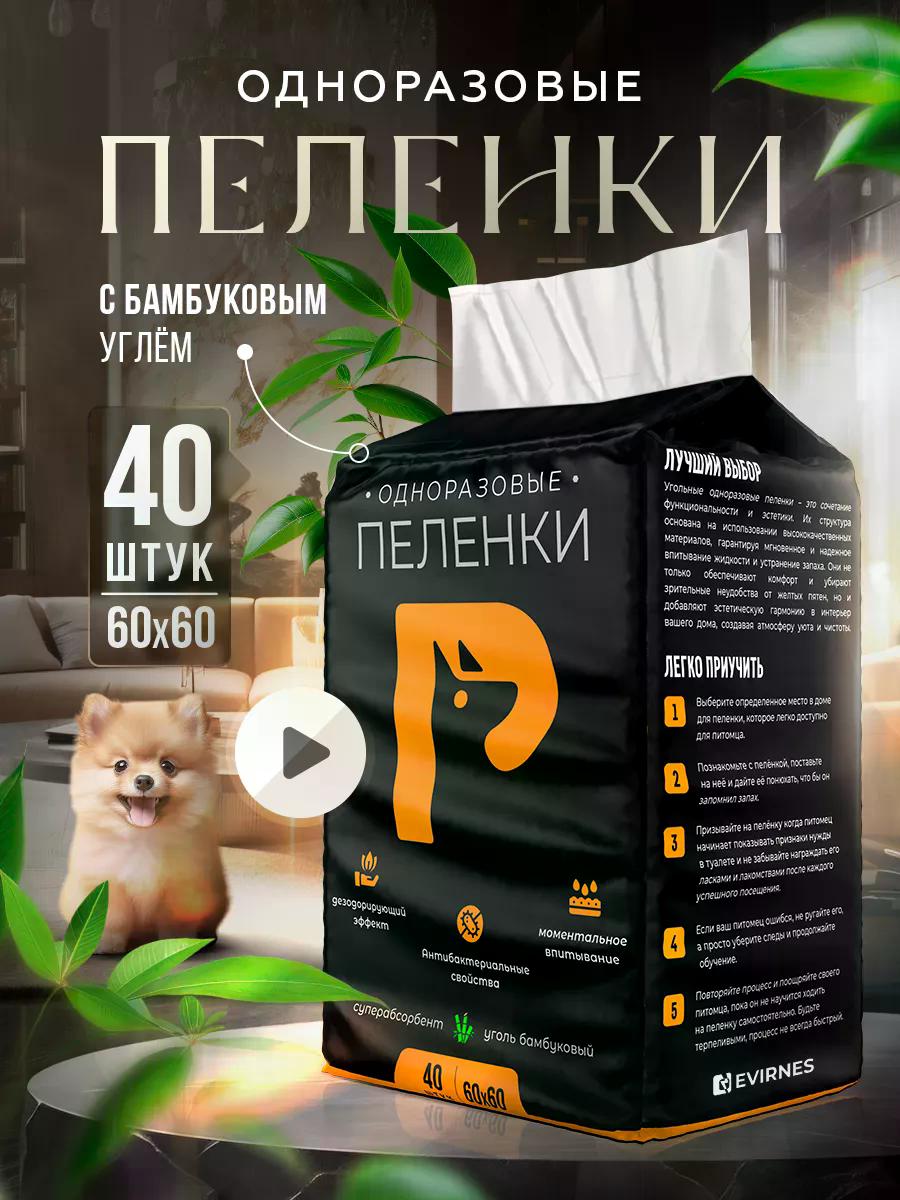 ОДНОРАЗОВЫЕ
ПЕЛЕНКИ
С БАМБУКОВЫМ
УГЛЁМ
40
ШТУК
60x60
• ОДНОРАЗОВЫЕ •
ПЕЛЕНКИ
дезодорирующий
эффект
Антибактериальные
свойства
моментальное
впитывание
суперабсорбент
уголь бамбуковый
40
ШТУК
60x60
ЛУЧШИЙ ВЫБОР
Угольные одноразовые пеленки - это сочетание
функциональности и эстетики. Их структура
основана на использовании высококачественных
материалов, гарантируя мгновенное и надежное
впитывание жидкости и устранение запаха. Они не
только обеспечивают комфорт и убирают
зрительные неудобства от желтых пятен, но и
добавляют эстетическую гармонию в интерьер
вашего дома, создавая атмосферу уюта и чистоты.
ЛЕГКО ПРИУЧИТЬ
1
Выберите определенное место в доме
для пеленки, которое легко доступно
для питомца.
2
Познакомьте с пелёнкой, поставьте
на неё и дайте её понюхать, что бы он
запомнил запах.
3
Призывайте на пелёнку когда питомец
начинает показывать признаки нужды
в туалете и не забывайте награждать его
ласками и лакомствами после каждого
успешного посещения.
4
Если ваш питомец ошибся, не ругайте его,
а просто уберите следы и продолжайте
обучение.
5
Повторяйте процесс и поощряйте своего
питомца, пока он не научится ходить
на пеленку самостоятельно. Будьте
терпеливыми, процесс не всегда быстрый.
EVIRNES